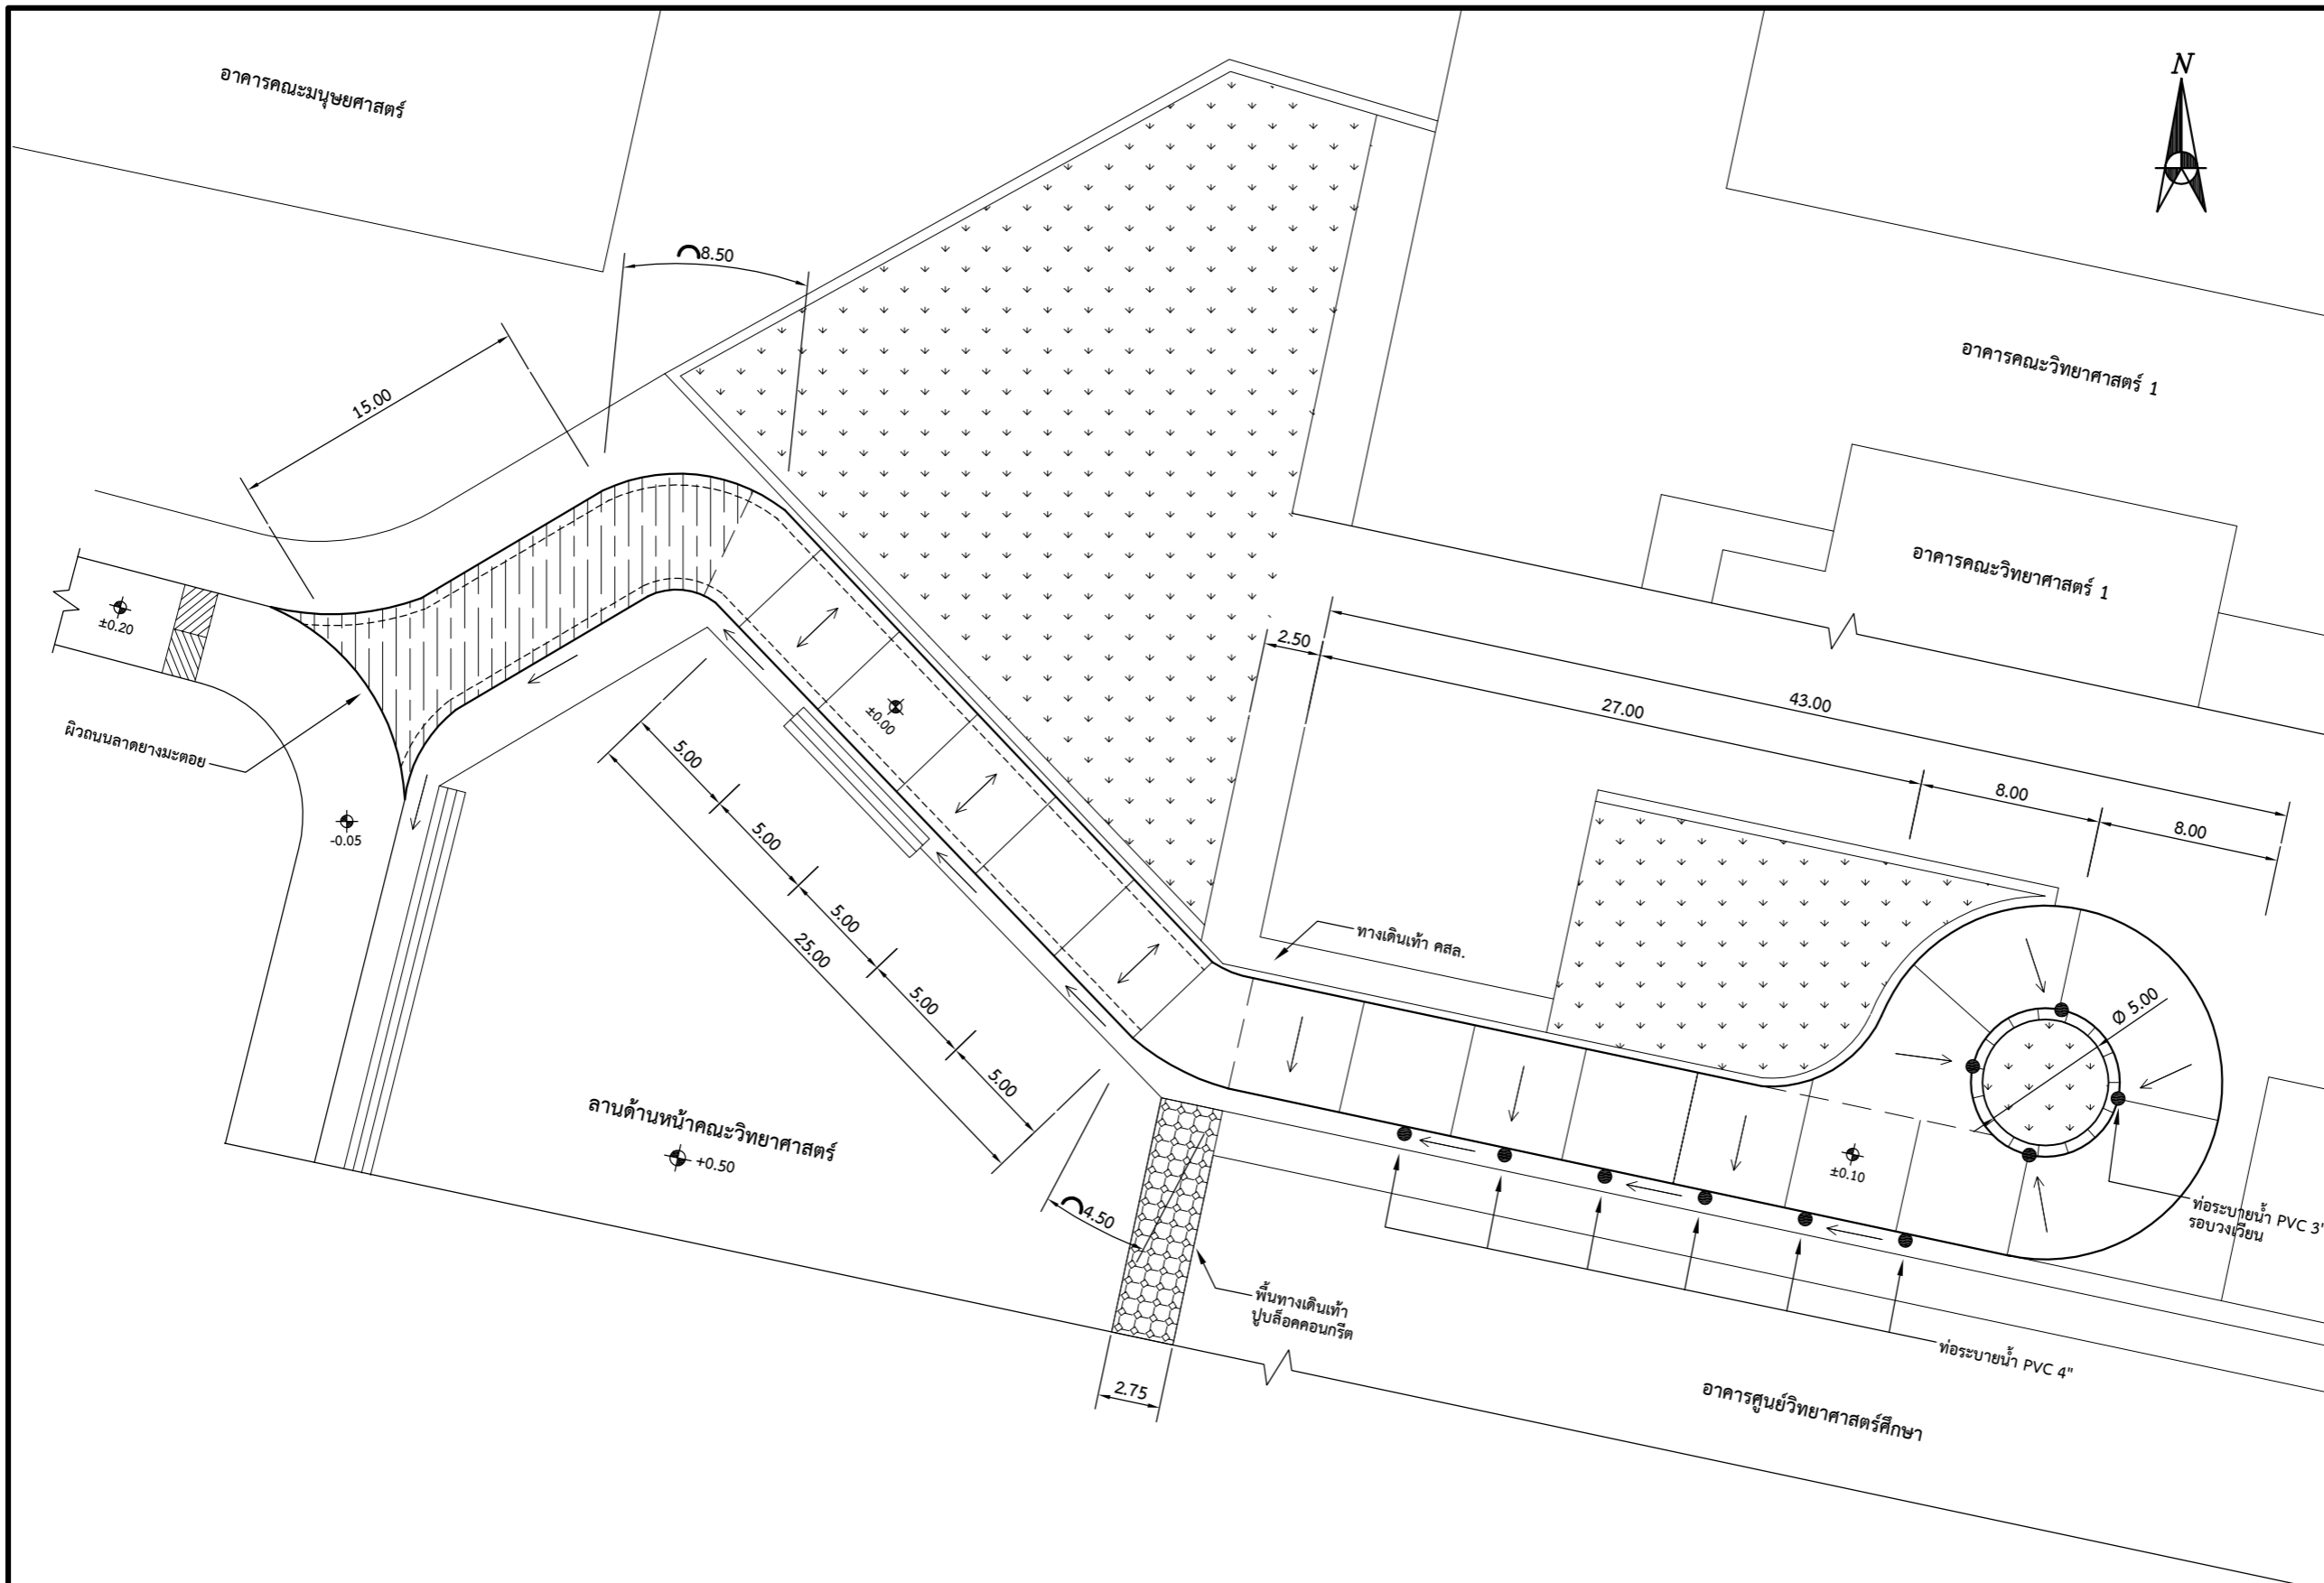 อาคารคณะมนุษยศาสตร์
N
8.50
15.00
อาคารคณะวิทยาศาสตร์ 1
อาคารคณะวิทยาศาสตร์ 1
±0.20
2.50
43.00
27.00
8.00
8.00
±0.00
ผิวถนนลาดยางมะตอย
-0.05
5.00
5.00
5.00
5.00
5.00
25.00
ทางเดินเท้า คสล.
Ø 5.00
ลานด้านหน้าคณะวิทยาศาสตร์
+0.50
±0.10
4.50
ท่อระบายน้ำ PVC 3"
รอบวงเวียน
พื้นทางเดินเท้า
ปูบล็อคคอนกรีต
ท่อระบายน้ำ PVC 4"
2.75
อาคารศูนย์วิทยาศาสตร์ศึกษา